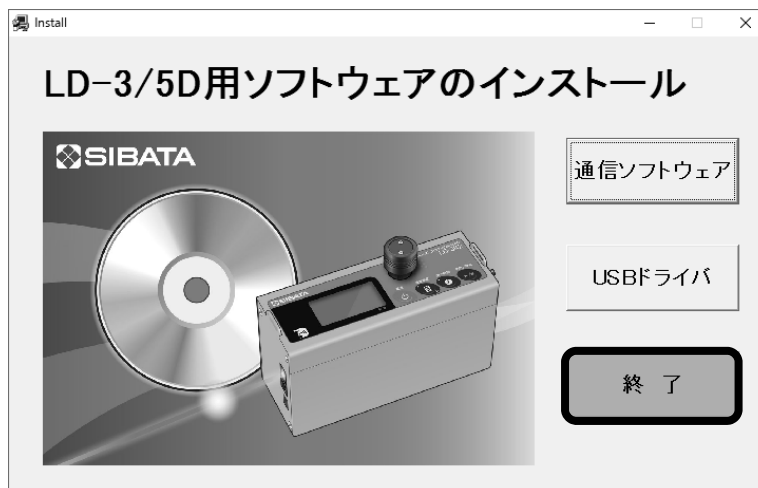 Install
LD-3/5D用ソフトウェアのインストール
SIBATA
通信ソフトウェア
USBドライバ
終 了